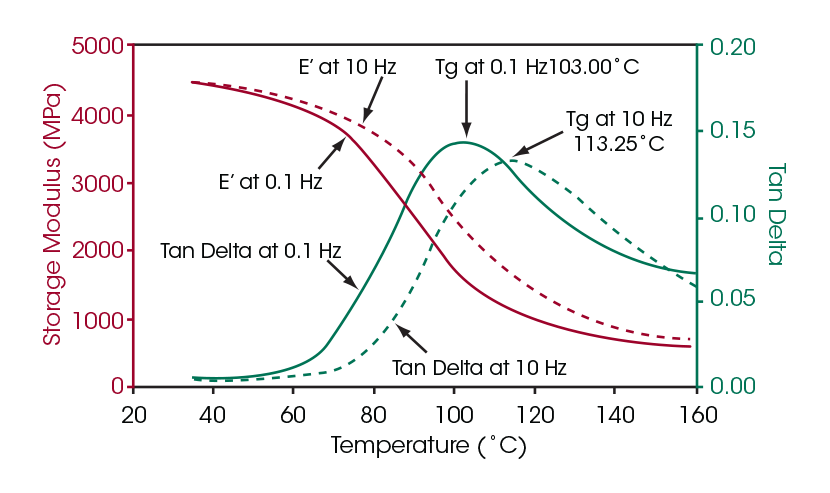 5000
4000
3000
2000
1000
0
Storage Modulus (MPa)
E’ at 10 Hz
Tg at 0.1 Hz103.00˚C
Tg at 10 Hz
113.25˚C
E’ at 0.1 Hz
Tan Delta at 0.1 Hz
Tan Delta at 10 Hz
0.20
0.15
0.10
0.05
0.00
Tan Delta
20 40 60 80 100 120 140 160
Temperature (˚C)